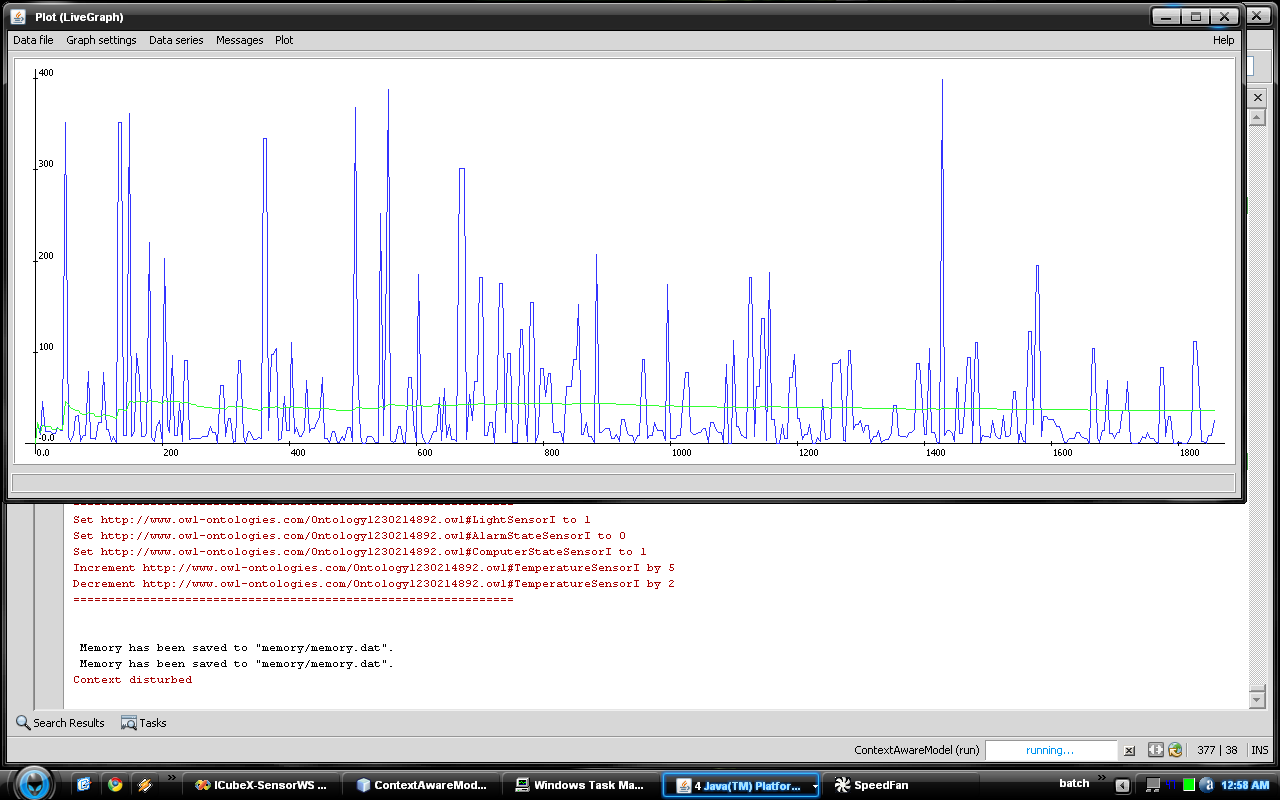 Plot (LiveGraph)
Data file Graph settings Data series Messages Plot Help
400
300
200
100
0.0
0.0 200 400 600 800 1000 1200 1400 1600 1800
==============================================================
Set http://www.owl-ontologies.com/Ontology1230214892.owl#LightSensorI to 1
Set http://www.owl-ontologies.com/Ontology1230214892.owl#AlarmStateSensorI to 0
Set http://www.owl-ontologies.com/Ontology1230214892.owl#ComputerStateSensorI to 1
Increment http://www.owl-ontologies.com/Ontology1230214892.owl#TemperatureSensorI by 5
Decrement http://www.owl-ontologies.com/Ontology1230214892.owl#TemperatureSensorI by 2
==============================================================
Memory has been saved to "memory/memory.dat".
Memory has been saved to "memory/memory.dat".
Context disturbed
Search Results Tasks
ContextAwareModel (run) running... 377 | 38 INS
ICubeX-SensorWS ... ContextAwareMod... Windows Task Ma... 4 Java(TM) Platfor... SpeedFan batch 12:58 AM